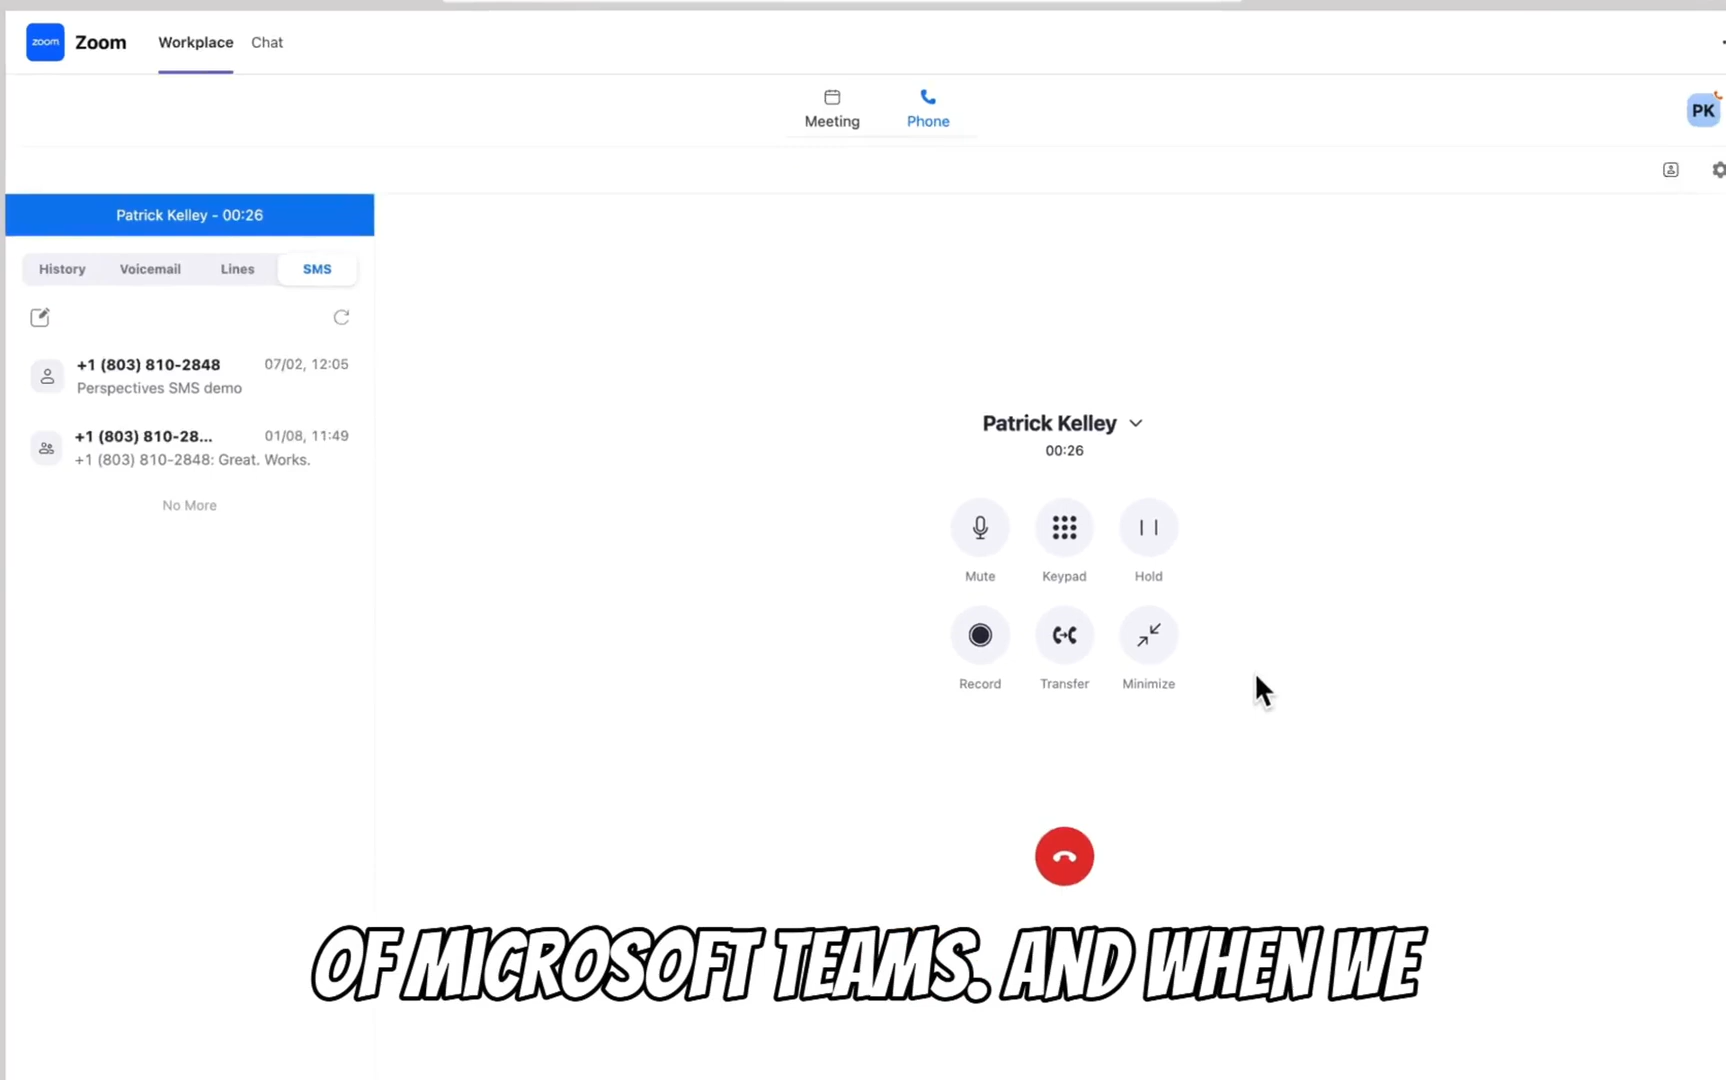 zoom Zoom Workplace Chat
Meeting Phone
PK
Patrick Kelley - 00:26
History Voicemail Lines SMS
+1 (803) 810-2848 07/02, 12:05
Perspectives SMS demo
+1 (803) 810-28... 01/08, 11:49
+1 (803) 810-2848: Great. Works.
No More
Patrick Kelley
00:26
Mute Keypad Hold
Record Transfer Minimize
OF MICROSOFT TEAMS. AND WHEN WE